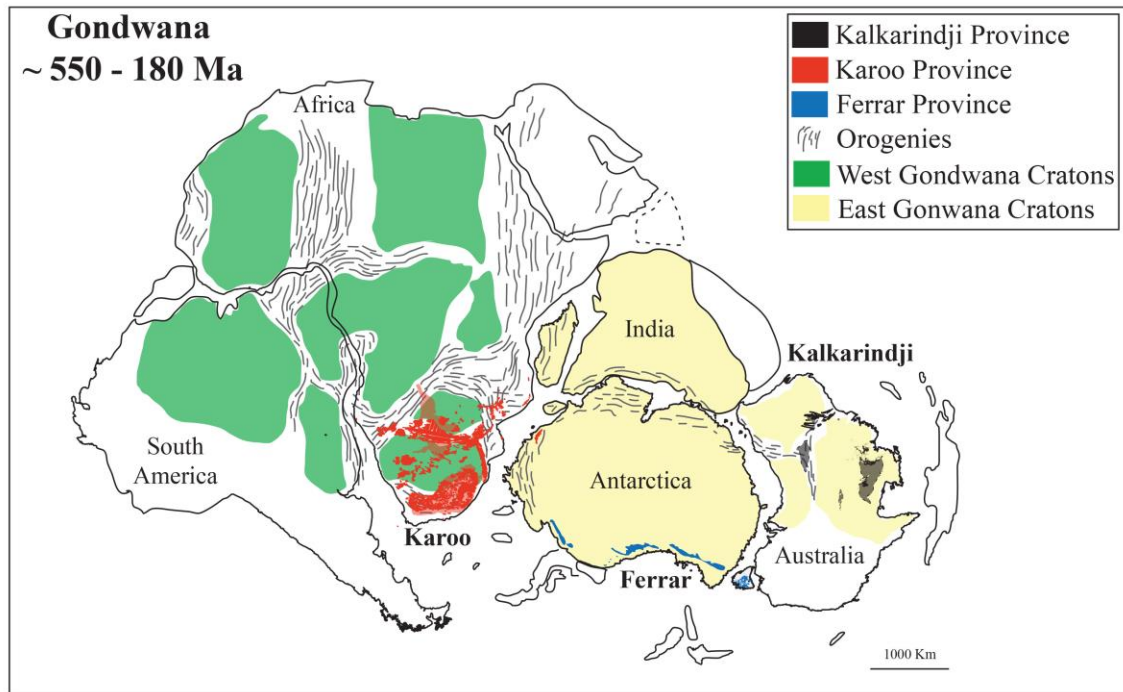 Gondwana
~ 550 - 180 Ma
Kalkarindji Province
Karoo Province
Ferrar Province
Orogenies
West Gondwana Cratons
East Gonwana Cratons
Africa
India
Kalkarindji
South
America
Antarctica
Karoo
Ferrar
Australia
1000 Km